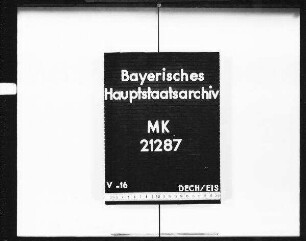 Bayerisches
Hauptstaatsarchiv
MK
21287
V .16 DECH/EIS